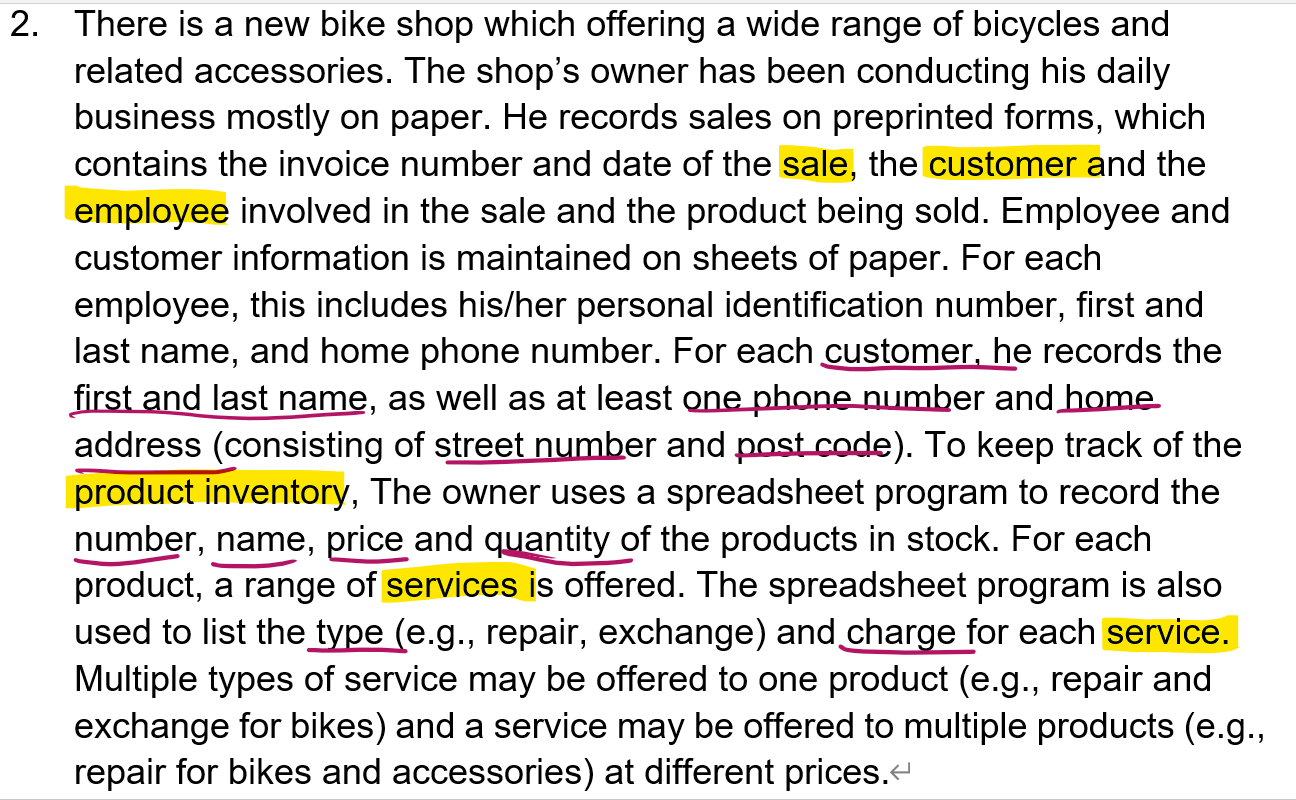 2. There is a new bike shop which offering a wide range of bicycles and
related accessories. The shop’s owner has been conducting his daily
business mostly on paper. He records sales on preprinted forms, which
contains the invoice number and date of the sale, the customer and the
employee involved in the sale and the product being sold. Employee and
customer information is maintained on sheets of paper. For each
employee, this includes his/her personal identification number, first and
last name, and home phone number. For each customer, he records the
first and last name, as well as at least one phone number and home
address (consisting of street number and post code). To keep track of the
product inventory, The owner uses a spreadsheet program to record the
number, name, price and quantity of the products in stock. For each
product, a range of services is offered. The spreadsheet program is also
used to list the type (e.g., repair, exchange) and charge for each service.
Multiple types of service may be offered to one product (e.g., repair and
exchange for bikes) and a service may be offered to multiple products (e.g.,
repair for bikes and accessories) at different prices.↵